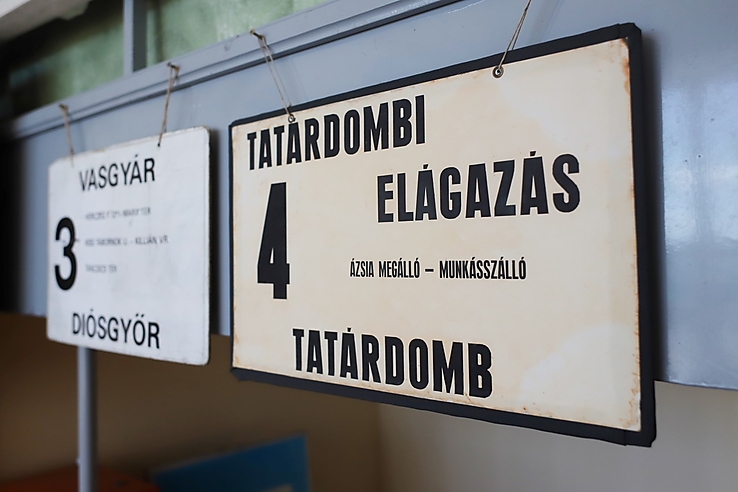 VASGYÁR
3
DIÓSGYŐR
TATÁRDOMBI
ELÁGAZÁS
4
ÁZSIA MEGÁLLÓ – MUNKÁSSZÁLLÓ
TATÁRDOMB